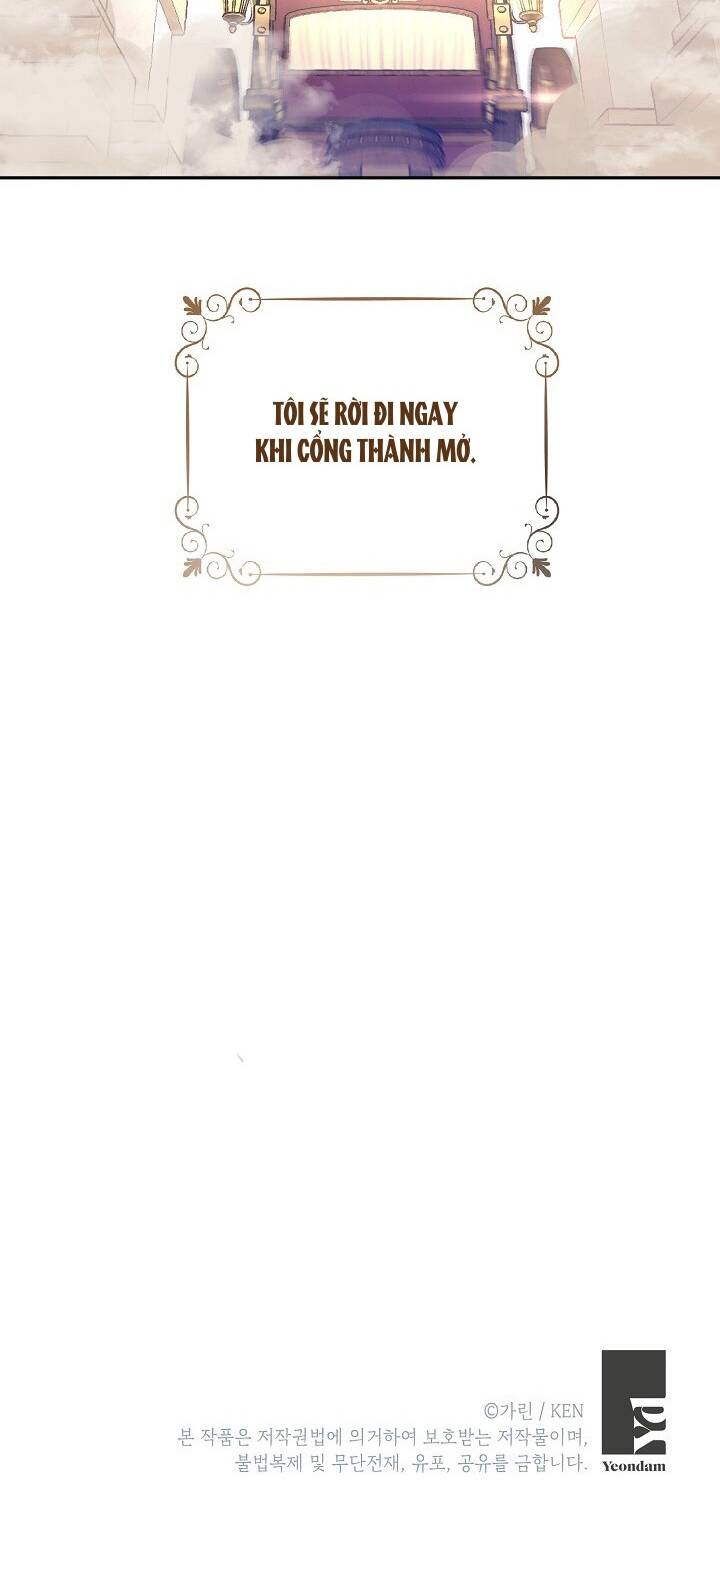 TÔI SẼ RỜI ĐI NGAY
KHI CỔNG THÀNH MỞ.
©가린 / KEN
본 작품은 저작권법에 의거하여 보호받는 저작물이며,
불법복제 및 무단전재, 유포, 공유를 금합니다.
Yd
Yeondam